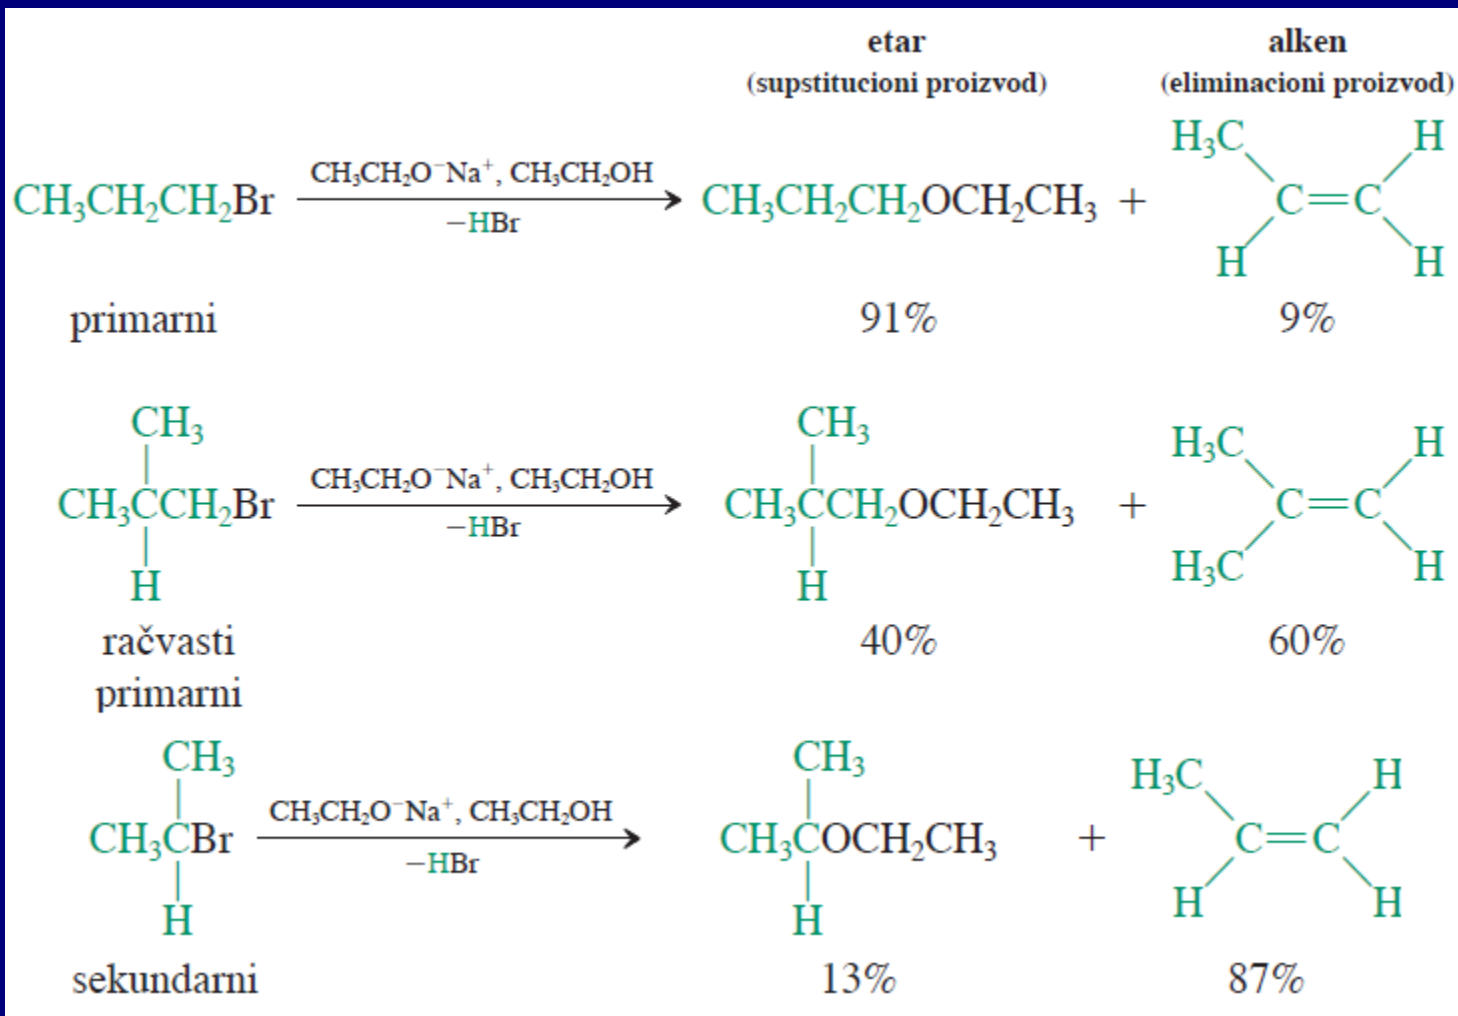 etar alken
(supstitucioni proizvod) (eliminacioni proizvod)
H₃C H
CH₃CH₂O⁻Na⁺, CH₃CH₂OH
CH₃CH₂CH₂Br CH₃CH₂CH₂OCH₂CH₃ + C=C
−HBr
H H
primarni 91% 9%
CH₃ CH₃
H₃C H
CH₃CH₂O⁻Na⁺, CH₃CH₂OH
CH₃CCH₂Br CH₃CCH₂OCH₂CH₃ + C=C
−HBr
H₃C H
H H
račvasti 40% 60%
primarni
CH₃ CH₃
H₃C H
CH₃CH₂O⁻Na⁺, CH₃CH₂OH
CH₃CBr CH₃COCH₂CH₃ + C=C
−HBr
H H
H H
sekundarni 13% 87%